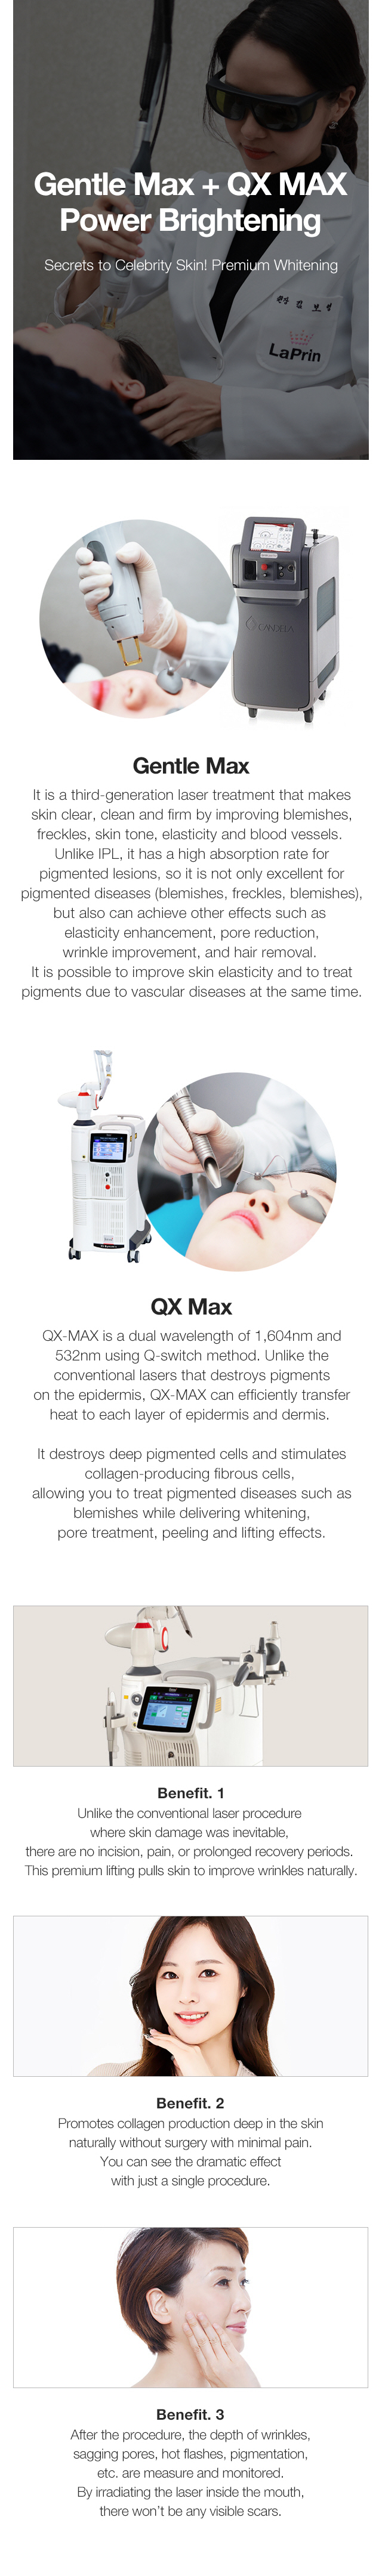 Gentle Max + QX MAX
Power Brightening
Secrets to Celebrity Skin! Premium Whitening
LaPrin
CANDELA
Gentle Max
It is a third-generation laser treatment that makes
skin clear, clean and firm by improving blemishes,
freckles, skin tone, elasticity and blood vessels.
Unlike IPL, it has a high absorption rate for
pigmented lesions, so it is not only excellent for
pigmented diseases (blemishes, freckles, blemishes),
but also can achieve other effects such as
elasticity enhancement, pore reduction,
wrinkle improvement, and hair removal.
It is possible to improve skin elasticity and to treat
pigments due to vascular diseases at the same time.
QX Max
QX-MAX is a dual wavelength of 1,604nm and
532nm using Q-switch method. Unlike the
conventional lasers that destroys pigments
on the epidermis, QX-MAX can efficiently transfer
heat to each layer of epidermis and dermis.
It destroys deep pigmented cells and stimulates
collagen-producing fibrous cells,
allowing you to treat pigmented diseases such as
blemishes while delivering whitening,
pore treatment, peeling and lifting effects.
Benefit. 1
Unlike the conventional laser procedure
where skin damage was inevitable,
there are no incision, pain, or prolonged recovery periods.
This premium lifting pulls skin to improve wrinkles naturally.
Benefit. 2
Promotes collagen production deep in the skin
naturally without surgery with minimal pain.
You can see the dramatic effect
with just a single procedure.
Benefit. 3
After the procedure, the depth of wrinkles,
sagging pores, hot flashes, pigmentation,
etc. are measure and monitored.
By irradiating the laser inside the mouth,
there won't be any visible scars.